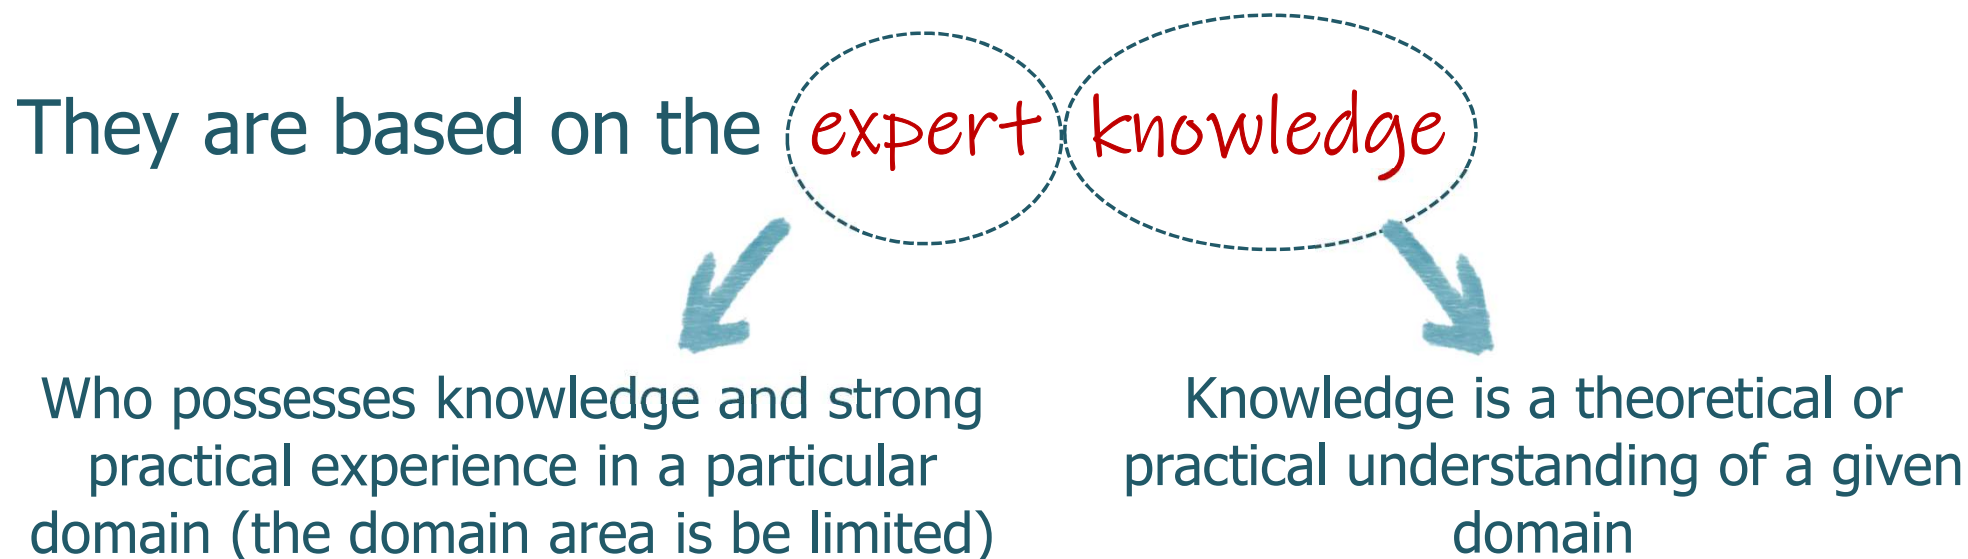 They are based on the expert knowledge
Who possesses knowledge and strong
practical experience in a particular
domain (the domain area is be limited)
Knowledge is a theoretical or
practical understanding of a given
domain